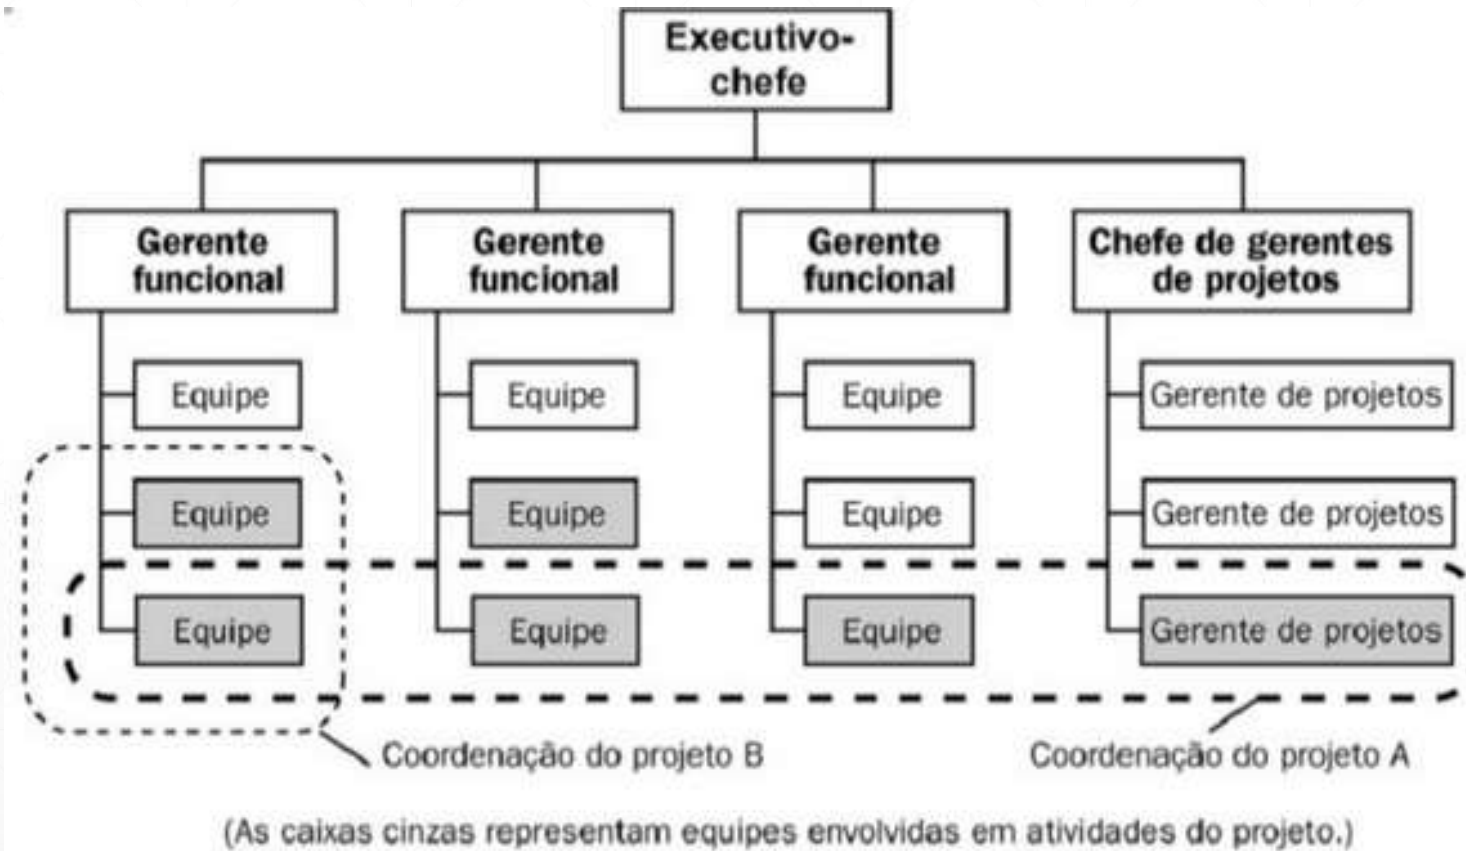 Executivo-
chefe
Gerente
funcional
Gerente
funcional
Gerente
funcional
Chefe de gerentes
de projetos
Equipe
Equipe
Equipe
Gerente de projetos
Equipe
Equipe
Equipe
Gerente de projetos
Equipe
Equipe
Equipe
Gerente de projetos
Coordenação do projeto B
Coordenação do projeto A
(As caixas cinzas representam equipes envolvidas em atividades do projeto.)